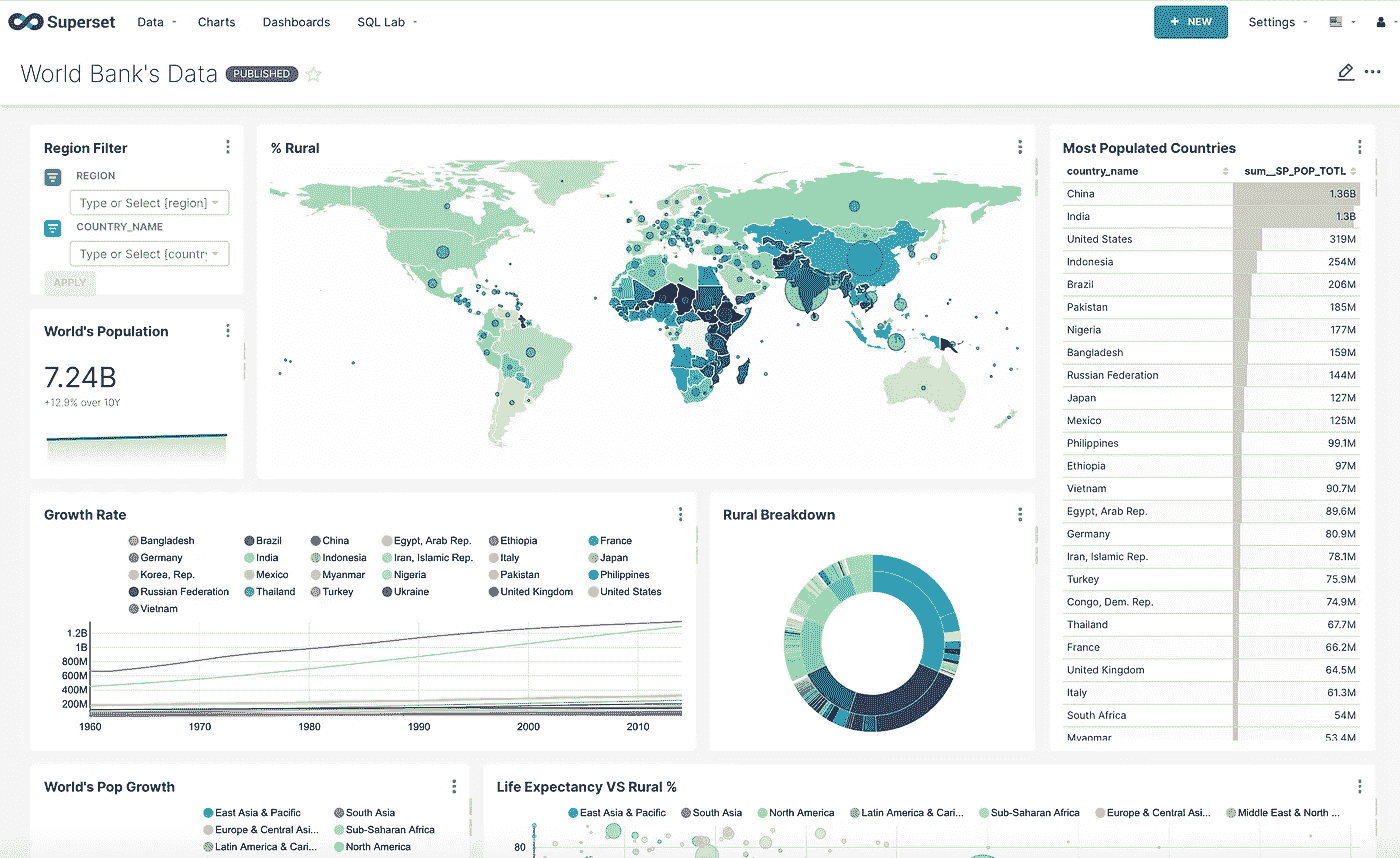 Superset Data Charts Dashboards SQL Lab + NEW Settings
World Bank's Data PUBLISHED
Region Filter
REGION
Type or Select [region]
COUNTRY_NAME
Type or Select [countr
APPLY
World's Population
7.24B
+12.9% over 10Y
% Rural
Most Populated Countries
country_name sum__SP_POP_TOTL
China 1.36B
India 1.3B
United States 319M
Indonesia 254M
Brazil 206M
Pakistan 185M
Nigeria 177M
Bangladesh 159M
Russian Federation 144M
Japan 127M
Mexico 125M
Philippines 99.1M
Ethiopia 97M
Vietnam 90.7M
Egypt, Arab Rep. 89.6M
Germany 80.9M
Iran, Islamic Rep. 78.1M
Turkey 75.9M
Congo, Dem. Rep. 74.9M
Thailand 67.7M
France 66.2M
United Kingdom 64.5M
Italy 61.3M
South Africa 54M
Myanmar 53.4M
Growth Rate
Bangladesh Brazil China Egypt, Arab Rep. Ethiopia France
Germany India Indonesia Iran, Islamic Rep. Italy Japan
Korea, Rep. Mexico Myanmar Nigeria Pakistan Philippines
Russian Federation Thailand Turkey Ukraine United Kingdom United States
Vietnam
1.2B
1B
800M
600M
400M
200M
1960 1970 1980 1990 2000 2010
Rural Breakdown
World's Pop Growth
East Asia & Pacific South Asia
Europe & Central Asi... Sub-Saharan Africa
Latin America & Cari... North America
Life Expectancy VS Rural %
East Asia & Pacific South Asia North America Latin America & Cari... Sub-Saharan Africa Europe & Central Asi... Middle East & North ...
80